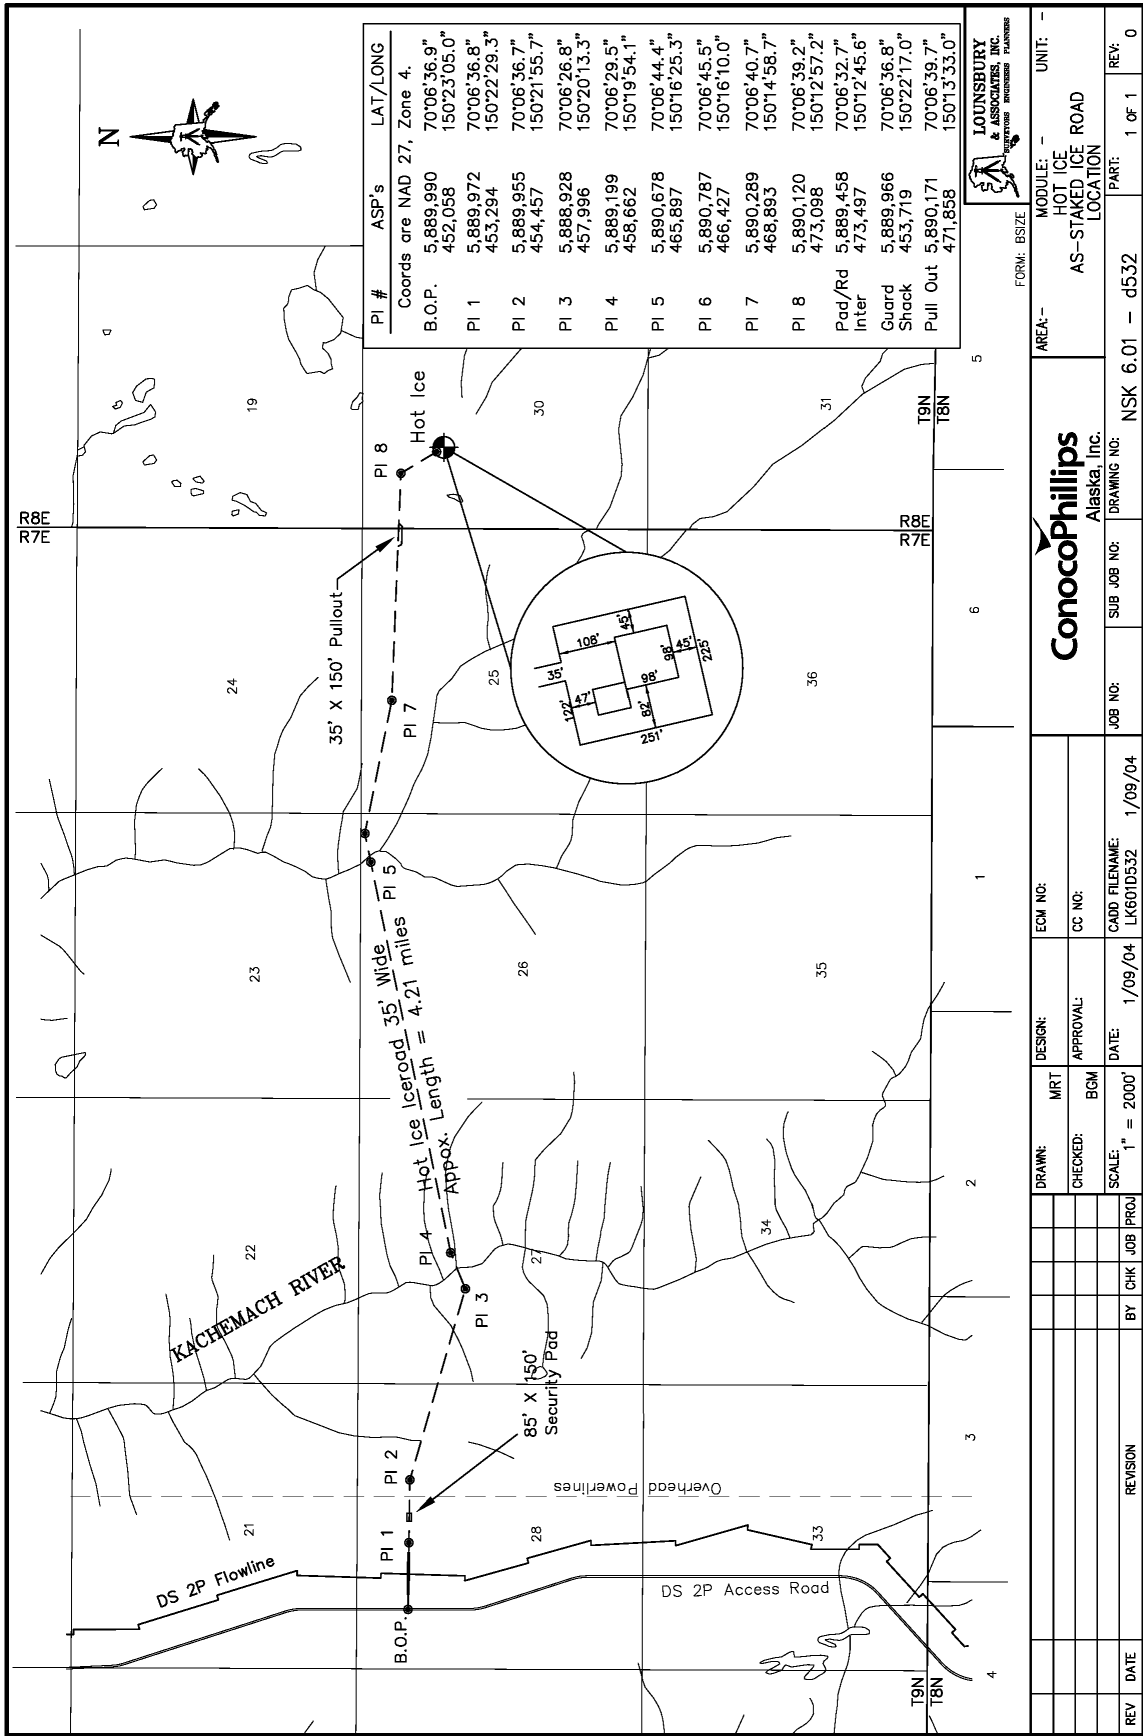 N
PI # ASP's LAT/LONG
Coords are NAD 27, Zone 4.
B.O.P. 5,889,990 70°06'36.9"
452,058 150°23'05.0"
PI 1 5,889,972 70°06'36.8"
453,294 150°22'29.3"
PI 2 5,889,955 70°06'36.7"
454,457 150°21'55.7"
PI 3 5,888,928 70°06'26.8"
457,996 150°20'13.3"
PI 4 5,889,199 70°06'29.5"
458,662 150°19'54.1"
PI 5 5,890,678 70°06'44.4"
465,897 150°16'25.3"
PI 6 5,890,787 70°06'45.5"
466,427 150°16'10.0"
PI 7 5,890,289 70°06'40.7"
468,893 150°14'58.7"
PI 8 5,890,120 70°06'39.2"
473,098 150°12'57.2"
Pad/Rd 5,889,458 70°06'32.7"
Inter 473,497 150°12'45.6"
Guard 5,889,966 70°06'36.8"
Shack 453,719 150°22'17.0"
Pull Out 5,890,171 70°06'39.7"
471,858 150°13'33.0"
R8E
R7E
R8E
R7E
T9N
T8N
T9N
T8N
19
30
31
5
24
25
36
6
23
26
35
1
22
27
34
2
21
28
33
3
4
Hot Ice
PI 8
35' X 150' Pullout
PI 7
PI 5
Hot Ice Iceroad 35' Wide
Appox. Length = 4.21 miles
PI 4
PI 3
KACHEMACH RIVER
85' X 150'
Security Pad
PI 2
PI 1
B.O.P.
Overhead Powerlines
DS 2P Flowline
DS 2P Access Road
35'
108'
45'
122'
47'
98'
98'
45'
225'
82'
251'
LOUNSBURY
& ASSOCIATES, INC.
SURVEYORS ENGINEERS PLANNERS
FORM: BSIZE
ConocoPhillips
Alaska, Inc.
AREA:-
MODULE: -
UNIT: -
HOT ICE
AS-STAKED ICE ROAD
LOCATION
JOB NO:
SUB JOB NO:
DRAWING NO:
NSK 6.01 - d532
PART:
1 OF 1
REV:
0
DRAWN:
MRT
DESIGN:
ECM NO:
CHECKED:
BGM
APPROVAL:
CC NO:
SCALE:
1" = 2000'
DATE:
1/09/04
CADD FILENAME:
LK601D532
1/09/04
REV DATE REVISION BY CHK JOB PROJ